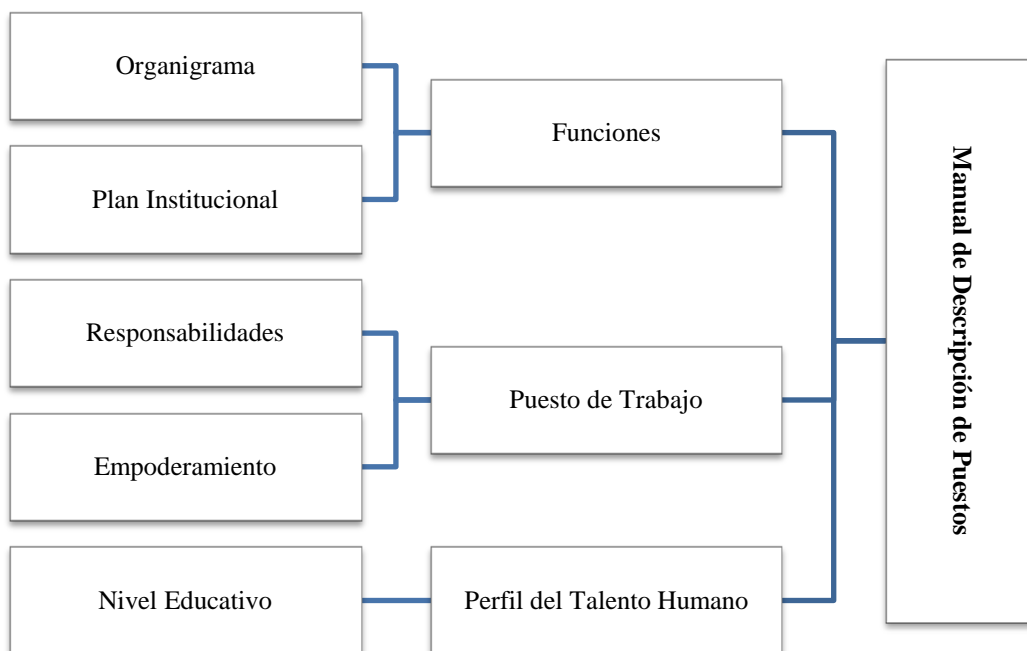 Organigrama
Plan Institucional
Funciones
Responsabilidades
Empoderamiento
Puesto de Trabajo
Nivel Educativo
Perfil del Talento Humano
Manual de Descripción de Puestos